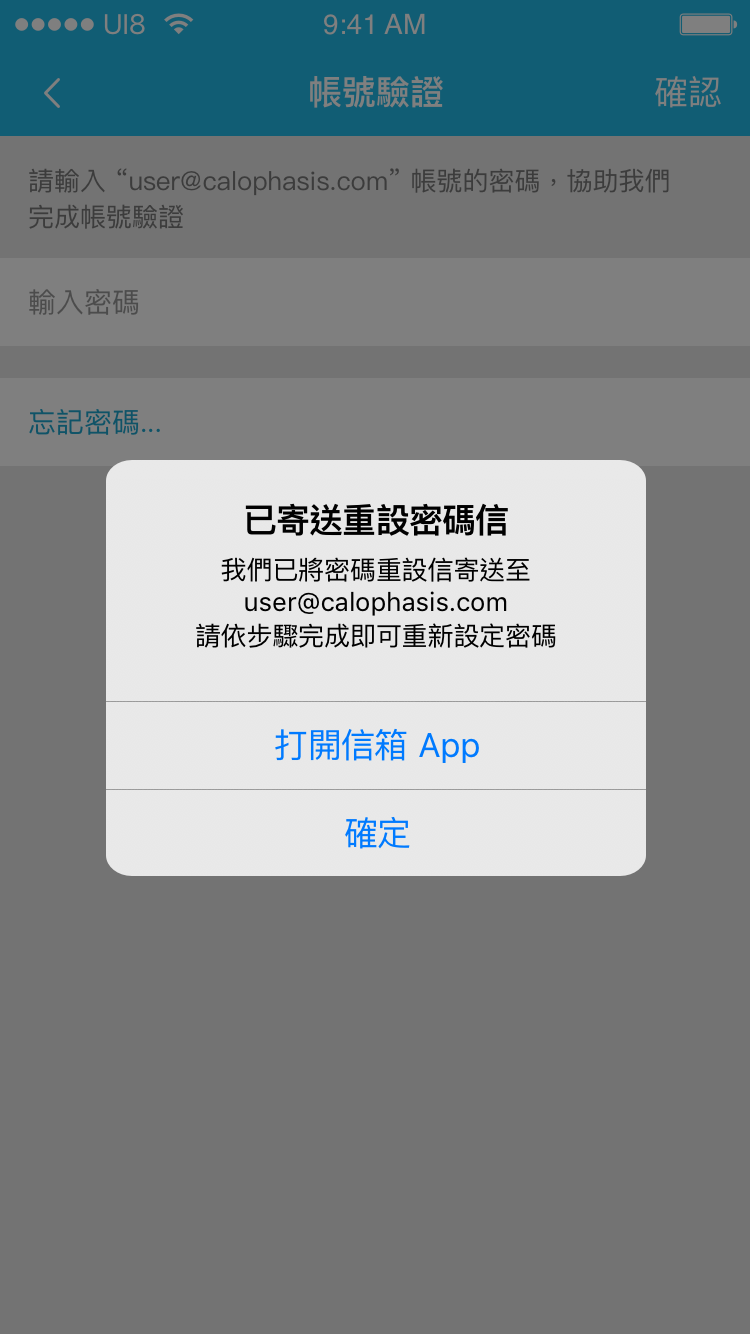 UI8
9:41 AM
帳號驗證
確認
請輸入 “user@calophasis.com” 帳號的密碼，協助我們
完成帳號驗證
輸入密碼
忘記密碼...
已寄送重設密碼信
我們已將密碼重設信寄送至
user@calophasis.com
請依步驟完成即可重新設定密碼
打開信箱 App
確定